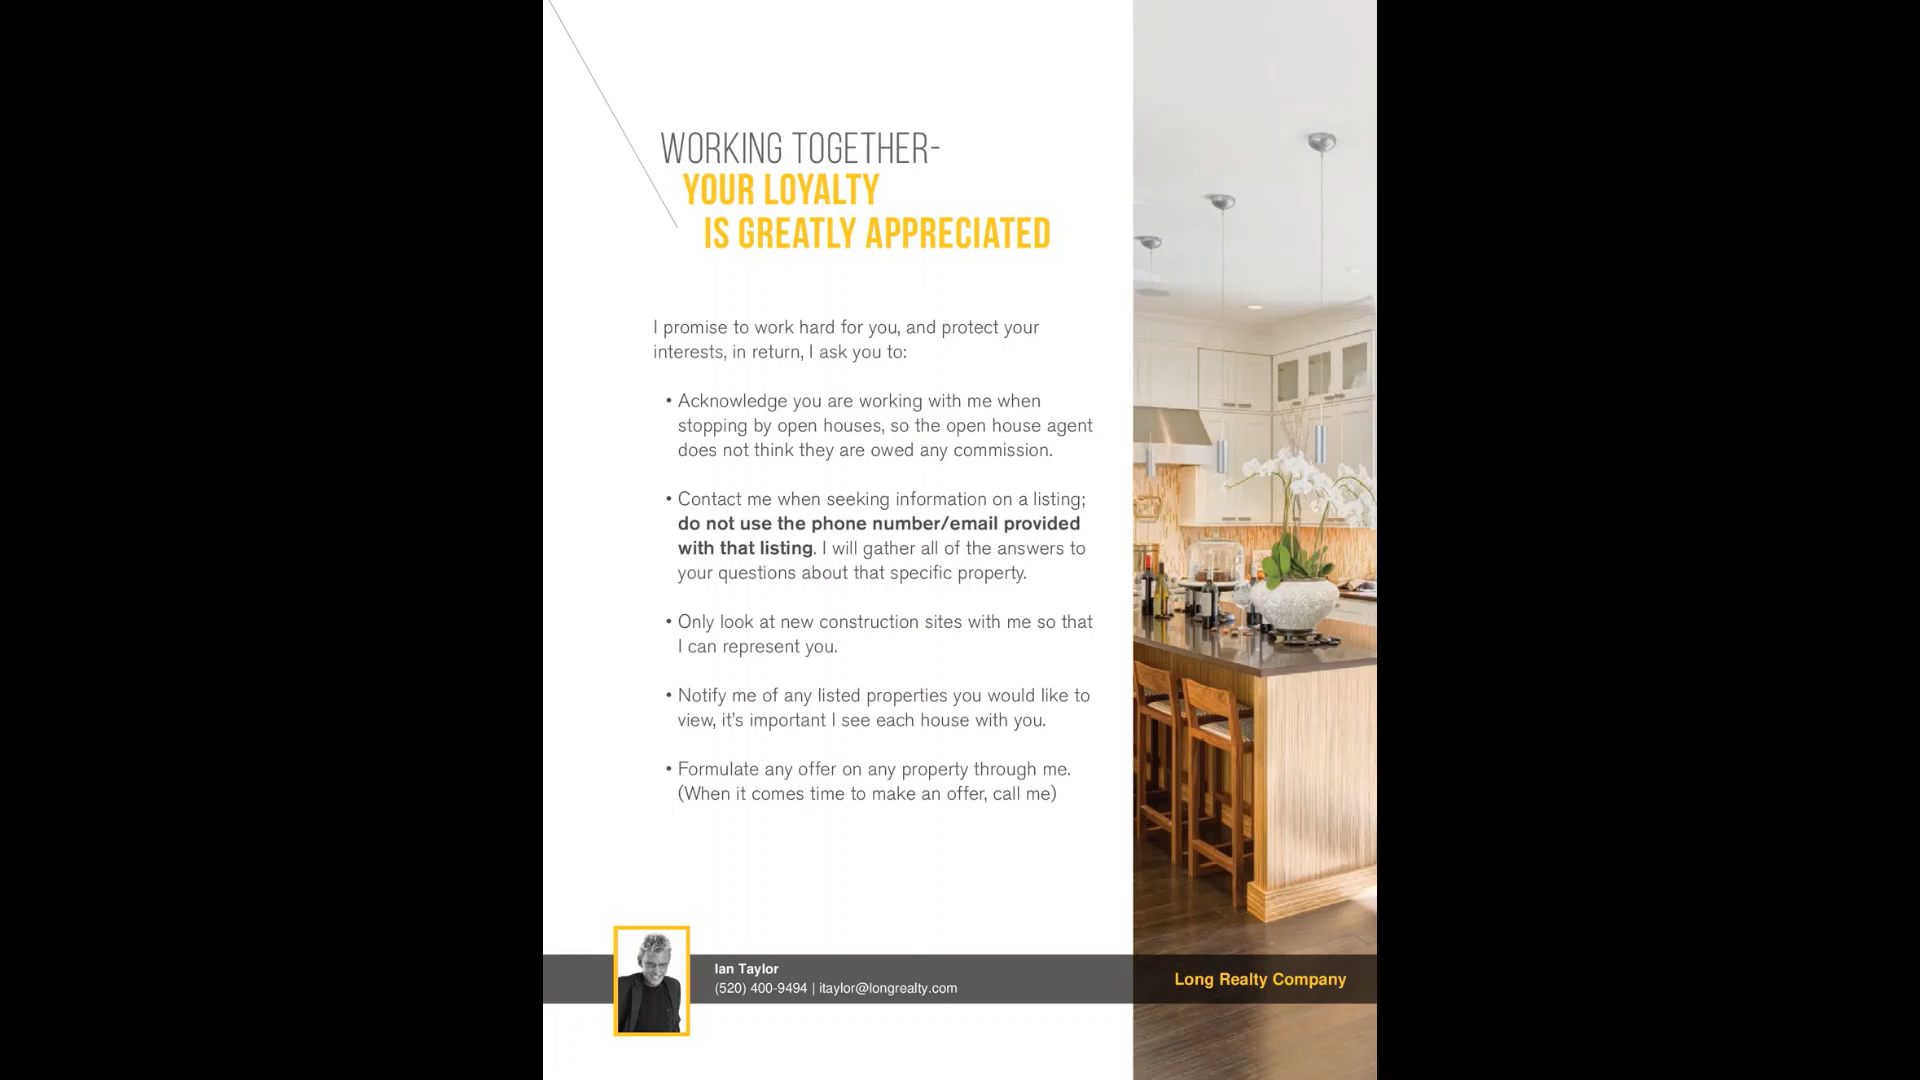 WORKING TOGETHER-
YOUR LOYALTY
IS GREATLY APPRECIATED
I promise to work hard for you, and protect your
interests, in return, I ask you to:
• Acknowledge you are working with me when
stopping by open houses, so the open house agent
does not think they are owed any commission.
• Contact me when seeking information on a listing;
do not use the phone number/email provided
with that listing. I will gather all of the answers to
your questions about that specific property.
• Only look at new construction sites with me so that
I can represent you.
• Notify me of any listed properties you would like to
view, it's important I see each house with you.
• Formulate any offer on any property through me.
(When it comes time to make an offer, call me)
Ian Taylor
(520) 400-9494 | itaylor@longrealty.com
Long Realty Company